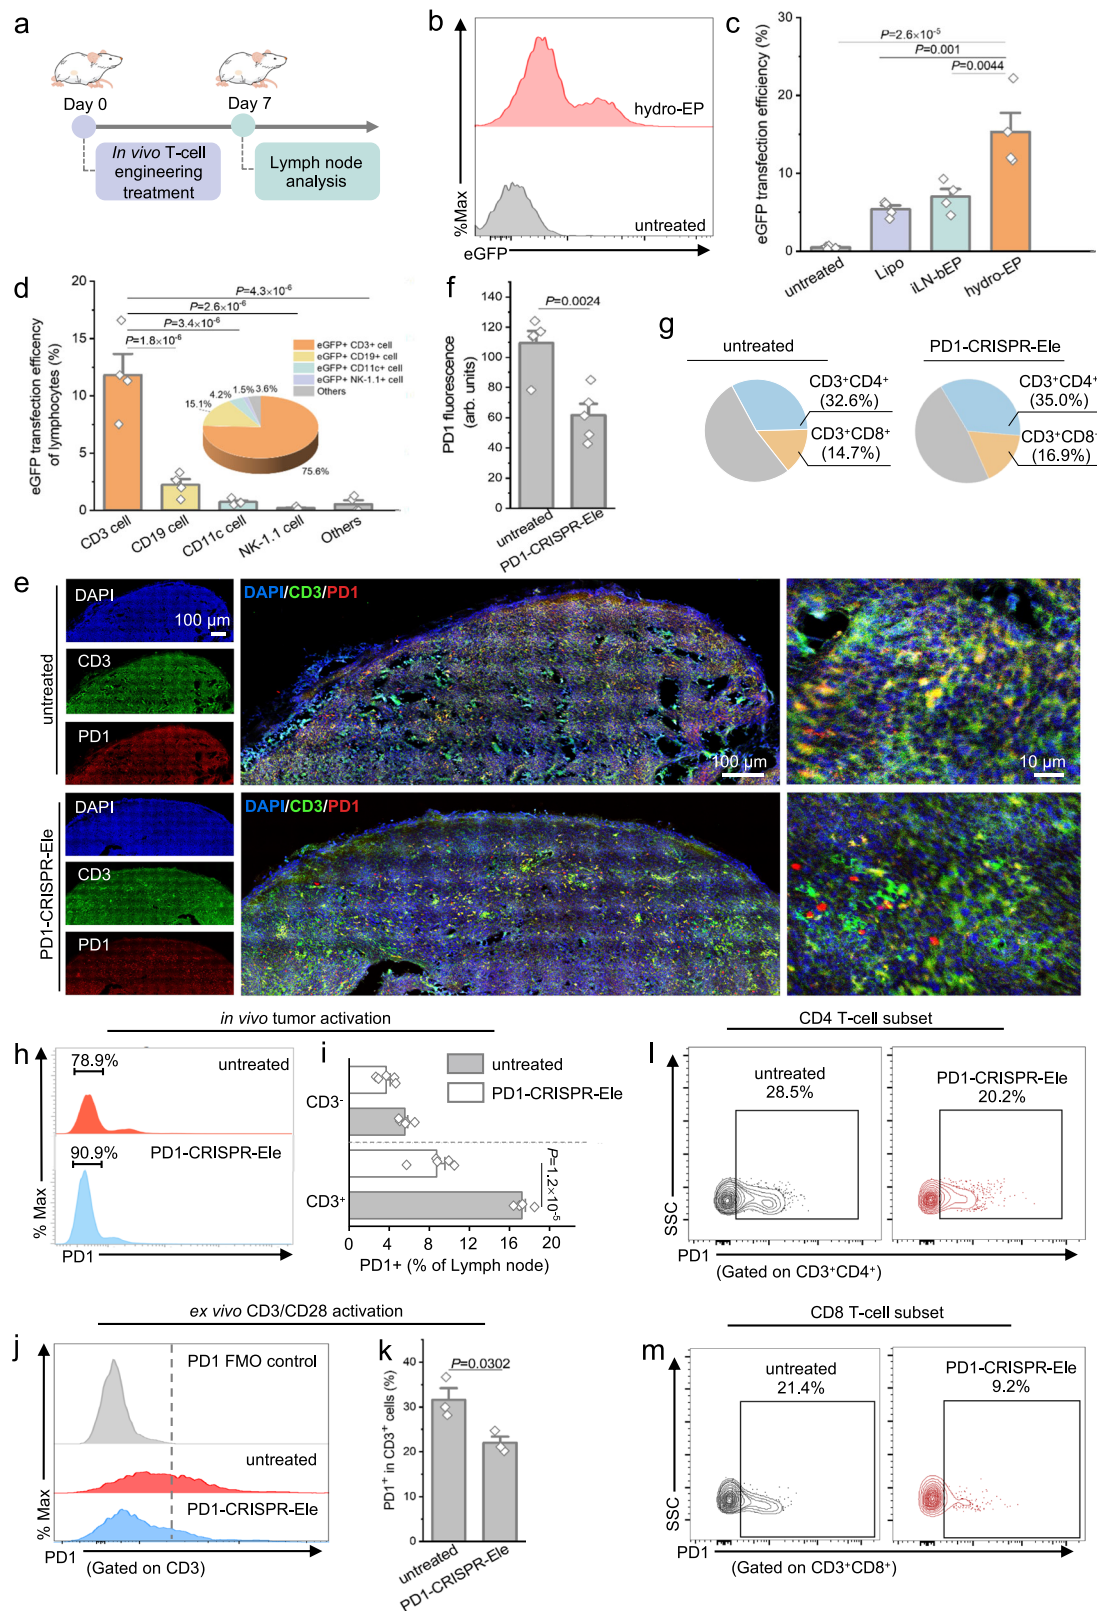 a
Day 0
Day 7
In vivo T-cell
engineering
treatment
Lymph node
analysis
b
%Max
hydro-EP
untreated
eGFP
c
eGFP transfection efficiency (%)
P=2.6×10-5
P=0.001
P=0.0044
30
20
10
0
untreated
Lipo
iLN-bEP
hydro-EP
d
eGFP transfection efficency
of lymphocytes (%)
P=4.3×10-6
P=2.6×10-6
P=3.4×10-6
P=1.8×10-6
20
15
10
5
0
eGFP+ CD3+ cell
eGFP+ CD19+ cell
eGFP+ CD11c+ cell
eGFP+ NK-1.1+ cell
Others
15.1%
4.2%
1.5%
3.6%
75.6%
CD3 cell
CD19 cell
CD11c cell
NK-1.1 cell
Others
f
PD1 fluorescence
(arb. units)
P=0.0024
140
120
100
80
60
40
20
0
untreated
PD1-CRISPR-Ele
g
untreated
PD1-CRISPR-Ele
CD3+CD4+
(32.6%)
CD3+CD8+
(14.7%)
CD3+CD4+
(35.0%)
CD3+CD8+
(16.9%)
e
untreated
DAPI
100 µm
CD3
PD1
DAPI/CD3/PD1
100 µm
10 µm
PD1-CRISPR-Ele
DAPI
CD3
PD1
DAPI/CD3/PD1
in vivo tumor activation
h
% Max
78.9%
untreated
90.9%
PD1-CRISPR-Ele
PD1
i
untreated
PD1-CRISPR-Ele
CD3-
CD3+
P=1.2×10-5
0 4 8 12 16 20
PD1+ (% of Lymph node)
CD4 T-cell subset
l
SSC
untreated
28.5%
PD1-CRISPR-Ele
20.2%
PD1
(Gated on CD3+CD4+)
ex vivo CD3/CD28 activation
j
% Max
PD1 FMO control
untreated
PD1-CRISPR-Ele
PD1
(Gated on CD3)
k
PD1+ in CD3+ cells (%)
P=0.0302
40
30
20
10
0
untreated
PD1-CRISPR-Ele
CD8 T-cell subset
m
SSC
untreated
21.4%
PD1-CRISPR-Ele
9.2%
PD1
(Gated on CD3+CD8+)